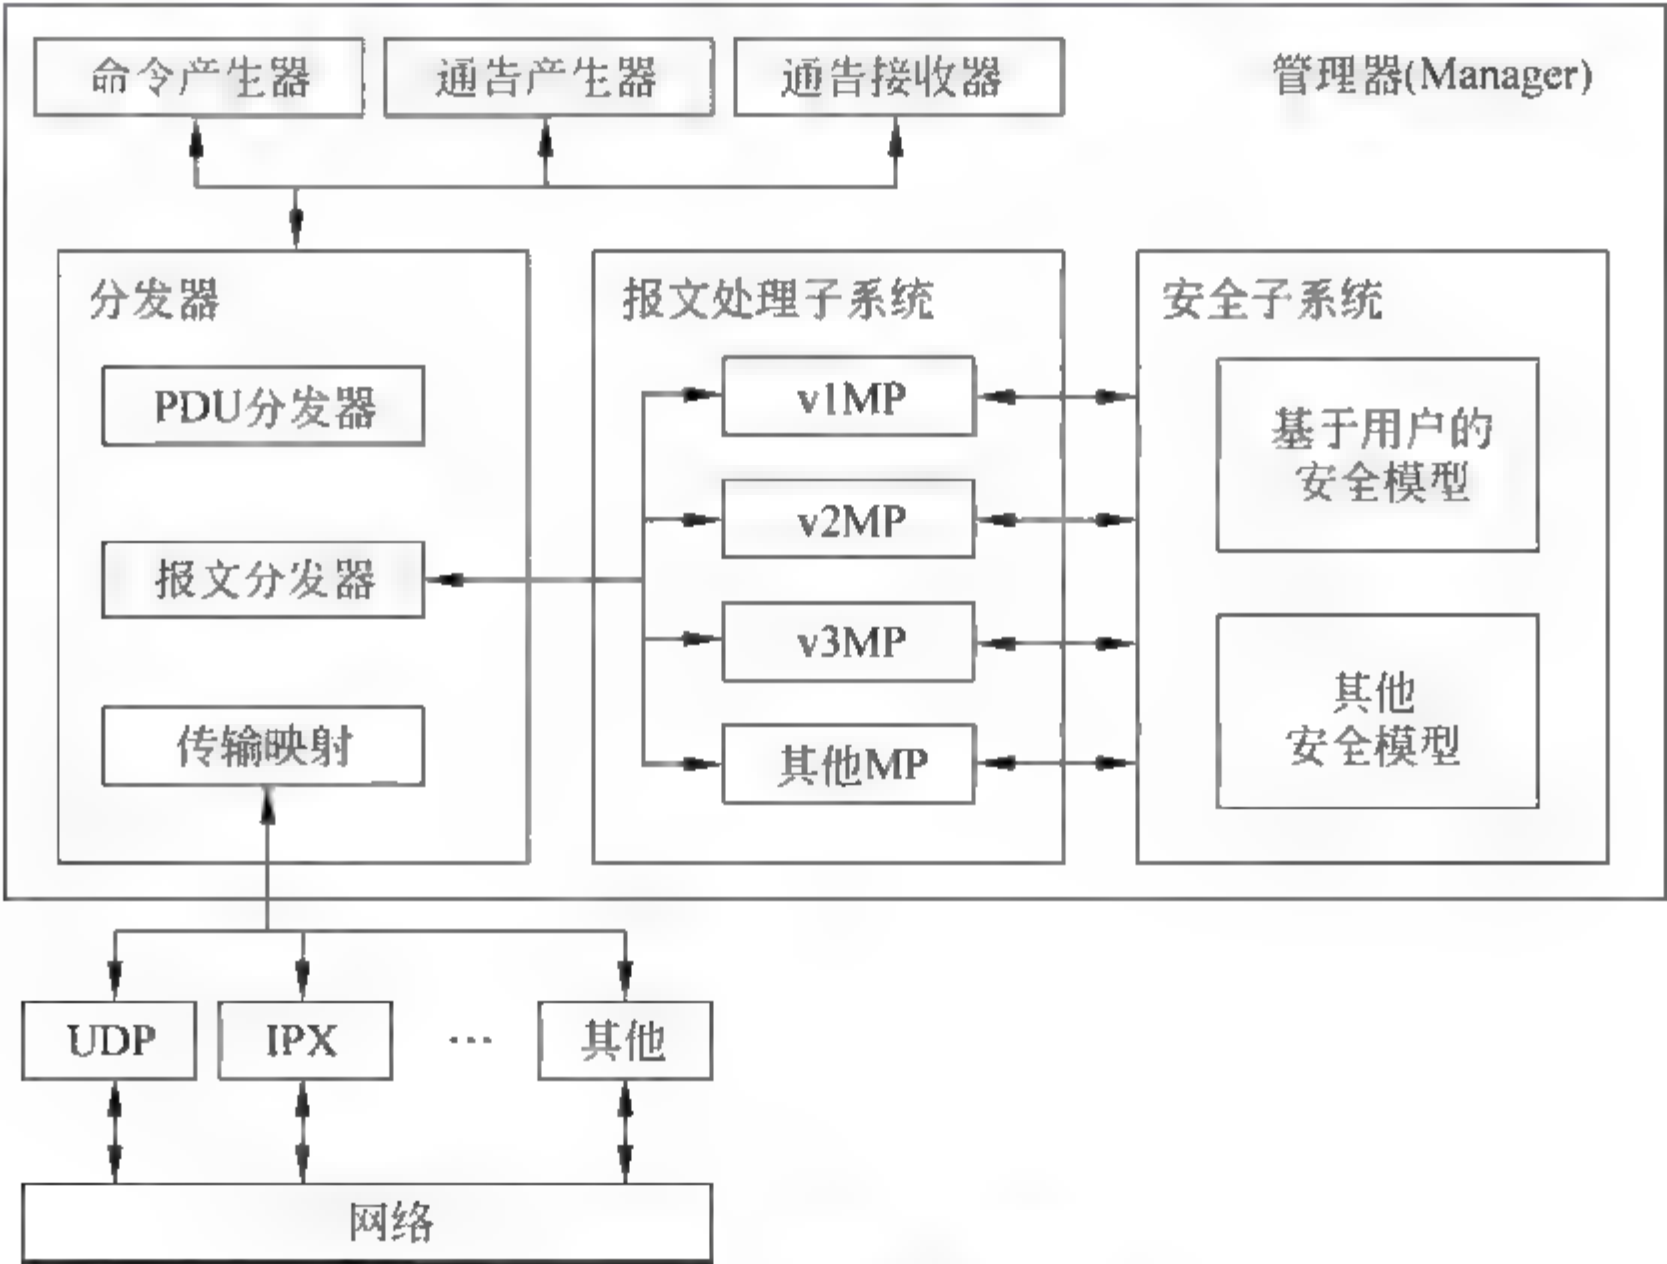 命令产生器
通告产生器
通告接收器
管理器(Manager)
分发器
报文处理子系统
安全子系统
PDU分发器
v1MP
基于用户的
安全模型
v2MP
报文分发器
v3MP
其他
安全模型
传输映射
其他MP
UDP
IPX
…
其他
网络